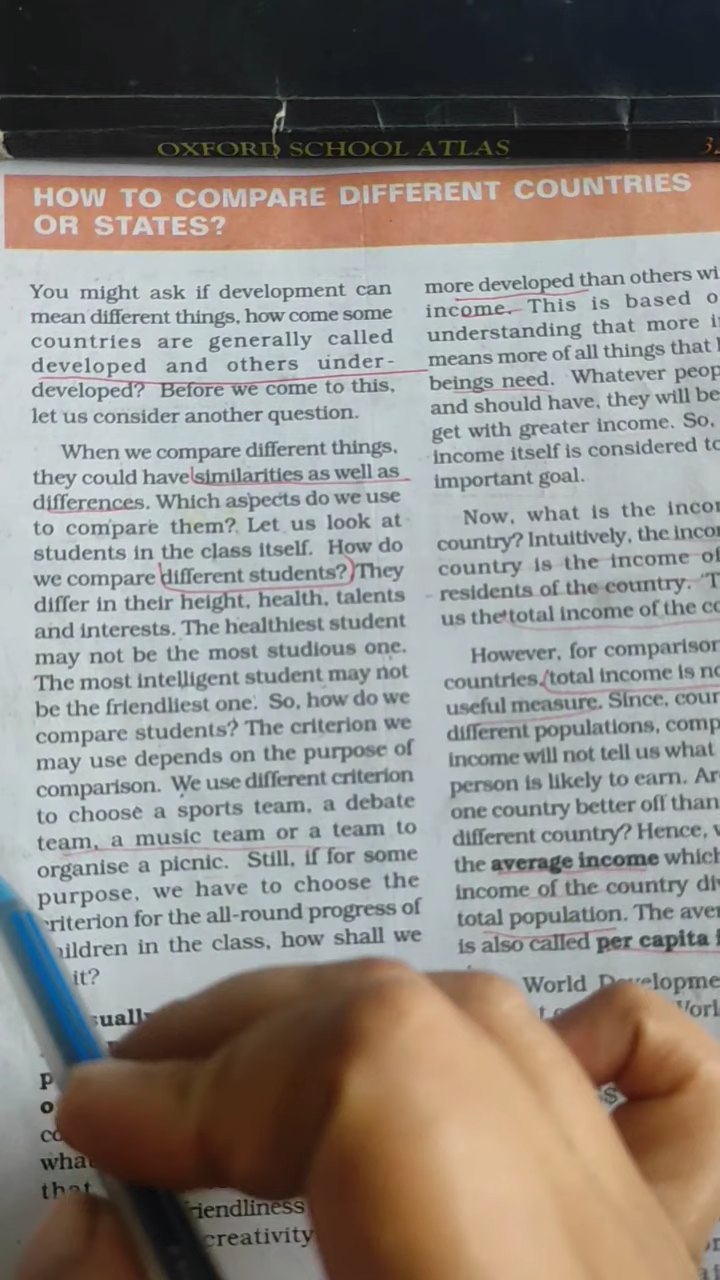 OXFORD SCHOOL ATLAS
HOW TO COMPARE DIFFERENT COUNTRIES
OR STATES?
You might ask if development can
mean different things, how come some
countries are generally called
developed and others under-
developed? Before we come to this,
let us consider another question.
When we compare different things,
they could have similarities as well as
differences. Which aspects do we use
to compare them? Let us look at
students in the class itself. How do
we compare different students? They
differ in their height, health, talents
and interests. The healthiest student
may not be the most studious one.
The most intelligent student may not
be the friendliest one. So, how do we
compare students? The criterion we
may use depends on the purpose of
comparison. We use different criterion
to choose a sports team, a debate
team, a music team or a team to
organise a picnic. Still, if for some
purpose, we have to choose the
criterion for the all-round progress of
children in the class, how shall we
it?
that
friendliness
creativity
more developed than others
income. This is based
understanding that more
means more of all things that
beings need. Whatever
and should have, they will be
get with greater income. So,
income itself is considered
important goal.
Now, what is the
country? Intuitively, the
country is the income of
residents of the country.
us the total income of the
However, for
countries, total income is
useful measure. Since,
different populations,
income will not tell us what
person is likely to earn.
one country better off than
different country? Hence,
the average income which
income of the country
total population. The
is also called per capita
World